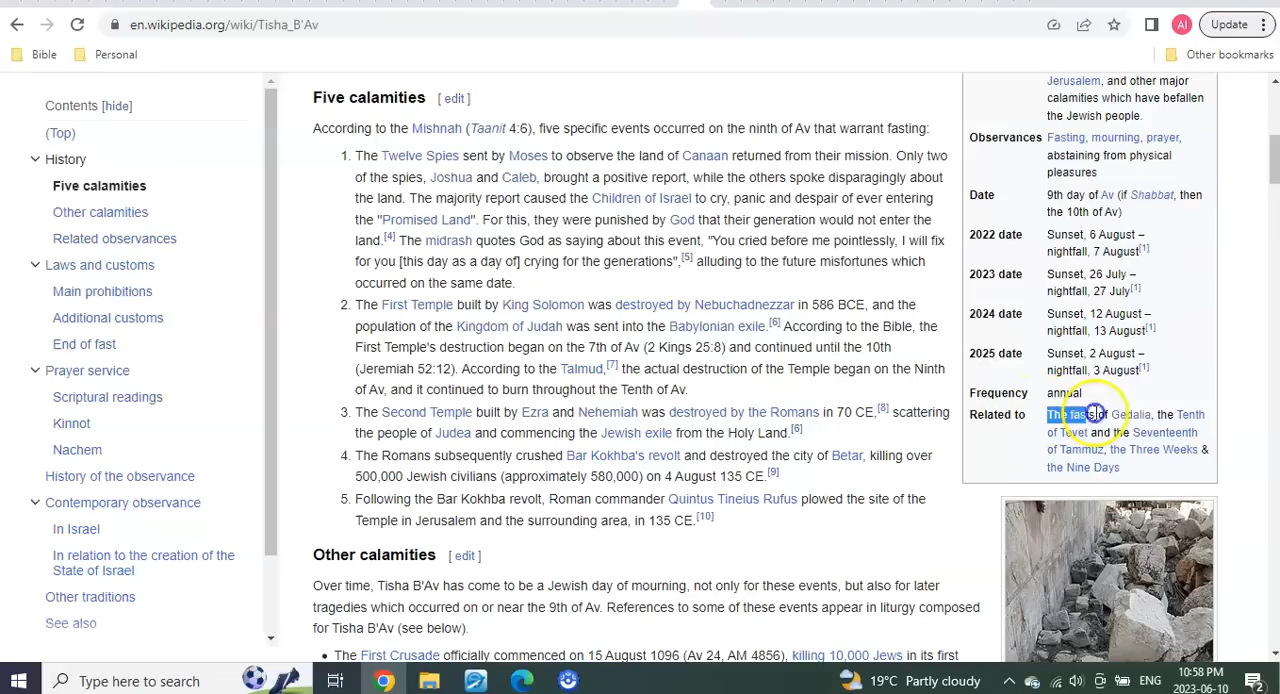 en.wikipedia.org/wiki/Tisha_B'Av
AI
Update
Bible
Personal
Other bookmarks
Contents [hide]
(Top)
History
Five calamities
Other calamities
Related observances
Laws and customs
Main prohibitions
Additional customs
End of fast
Prayer service
Scriptural readings
Kinnot
Nachem
History of the observance
Contemporary observance
In Israel
In relation to the creation of the
State of Israel
Other traditions
See also
Five calamities [ edit ]
According to the Mishnah (Taanit 4:6), five specific events occurred on the ninth of Av that warrant fasting:
1. The Twelve Spies sent by Moses to observe the land of Canaan returned from their mission. Only two
of the spies, Joshua and Caleb, brought a positive report, while the others spoke disparagingly about
the land. The majority report caused the Children of Israel to cry, panic and despair of ever entering
the "Promised Land". For this, they were punished by God that their generation would not enter the
land.[4] The midrash quotes God as saying about this event, "You cried before me pointlessly, I will fix
for you [this day as a day of] crying for the generations",[5] alluding to the future misfortunes which
occurred on the same date.
2. The First Temple built by King Solomon was destroyed by Nebuchadnezzar in 586 BCE, and the
population of the Kingdom of Judah was sent into the Babylonian exile.[6] According to the Bible, the
First Temple's destruction began on the 7th of Av (2 Kings 25:8) and continued until the 10th
(Jeremiah 52:12). According to the Talmud,[7] the actual destruction of the Temple began on the Ninth
of Av, and it continued to burn throughout the Tenth of Av.
3. The Second Temple built by Ezra and Nehemiah was destroyed by the Romans in 70 CE,[8] scattering
the people of Judea and commencing the Jewish exile from the Holy Land.[6]
4. The Romans subsequently crushed Bar Kokhba's revolt and destroyed the city of Betar, killing over
500,000 Jewish civilians (approximately 580,000) on 4 August 135 CE.[9]
5. Following the Bar Kokhba revolt, Roman commander Quintus Tineius Rufus plowed the site of the
Temple in Jerusalem and the surrounding area, in 135 CE.[10]
Other calamities [ edit ]
Over time, Tisha B'Av has come to be a Jewish day of mourning, not only for these events, but also for later
tragedies which occurred on or near the 9th of Av. References to some of these events appear in liturgy composed
for Tisha B'Av (see below).
• The First Crusade officially commenced on 15 August 1096 (Av 24, AM 4856), killing 10,000 Jews in its first
Jerusalem, and other major
calamities which have befallen
the Jewish people.
Observances Fasting, mourning, prayer,
abstaining from physical
pleasures
Date 9th day of Av (if Shabbat, then
the 10th of Av)
2022 date Sunset, 6 August –
nightfall, 7 August[1]
2023 date Sunset, 26 July –
nightfall, 27 July[1]
2024 date Sunset, 12 August –
nightfall, 13 August[1]
2025 date Sunset, 2 August –
nightfall, 3 August[1]
Frequency annual
Related to The fasts of Gedalia, the Tenth
of Tevet and the Seventeenth
of Tammuz, the Three Weeks &
the Nine Days
Type here to search
19°C Partly cloudy
ENG
10:58 PM
2023-06-10
2